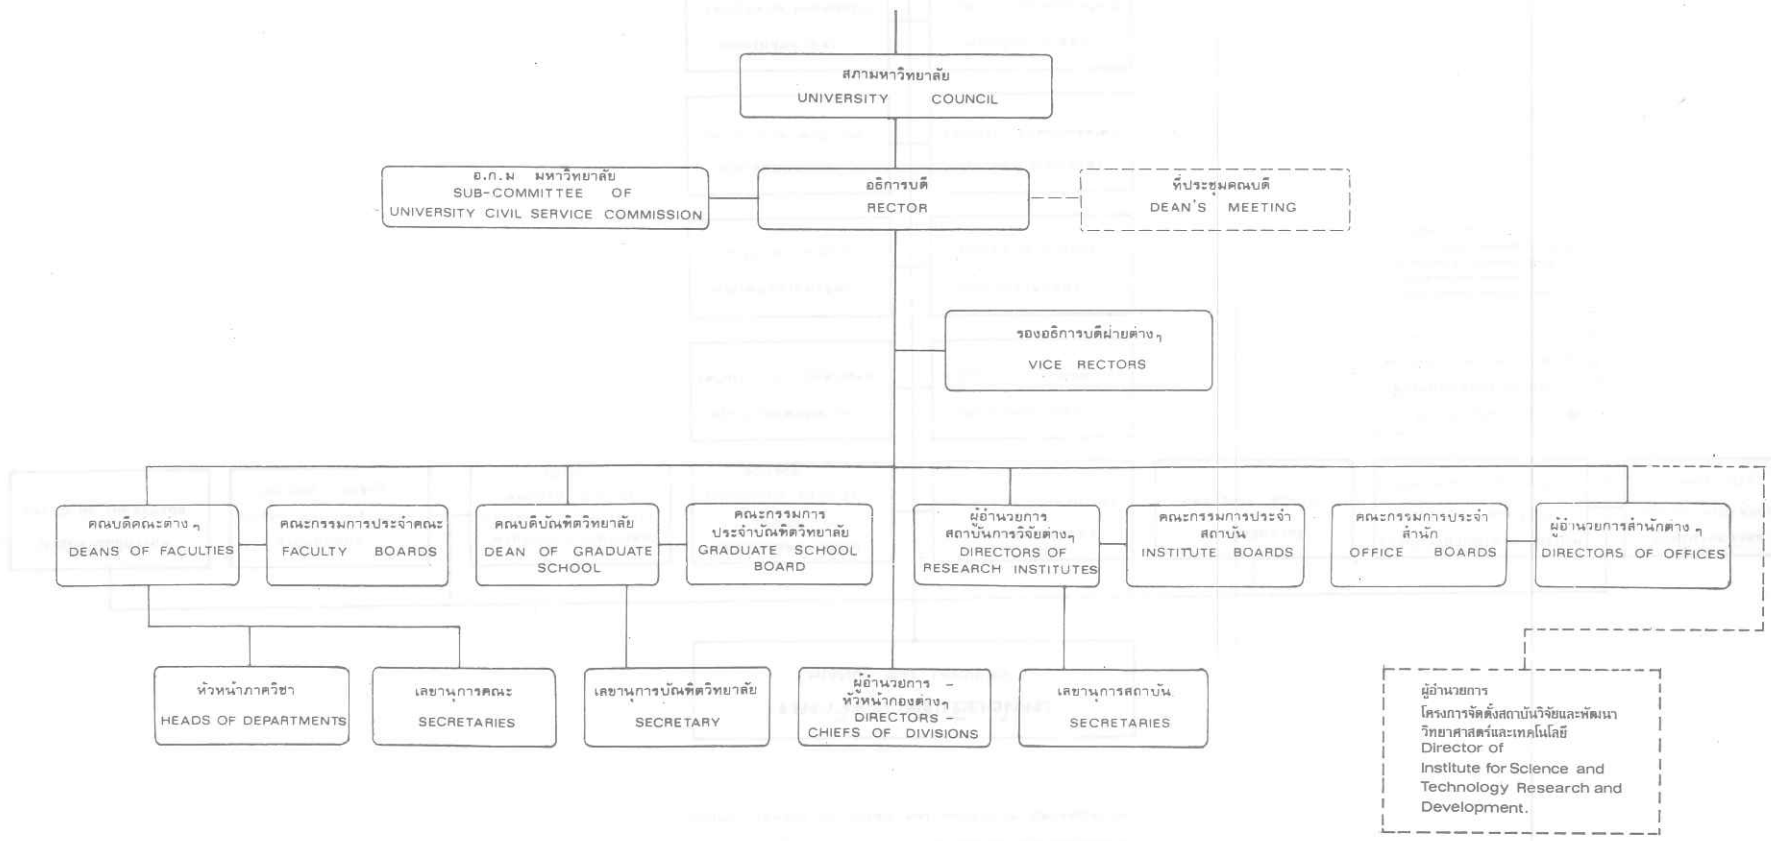 สภามหาวิทยาลัย
UNIVERSITY COUNCIL
อ.ก.ม มหาวิทยาลัย
SUB-COMMITTEE OF
UNIVERSITY CIVIL SERVICE COMMISSION
อธิการบดี
RECTOR
ที่ประชุมคณบดี
DEAN'S MEETING
รองอธิการบดีฝ่ายต่างๆ
VICE RECTORS
คณบดีคณะต่าง ๆ
DEANS OF FACULTIES
คณะกรรมการประจำคณะ
FACULTY BOARDS
คณบดีบัณฑิตวิทยาลัย
DEAN OF GRADUATE
SCHOOL
คณะกรรมการ
ประจำบัณฑิตวิทยาลัย
GRADUATE SCHOOL
BOARD
ผู้อำนวยการ
สถาบันการวิจัยต่างๆ
DIRECTORS OF
RESEARCH INSTITUTES
คณะกรรมการประจำ
สถาบัน
INSTITUTE BOARDS
คณะกรรมการประจำ
สำนัก
OFFICE BOARDS
ผู้อำนวยการสำนักต่าง ๆ
DIRECTORS OF OFFICES
หัวหน้าภาควิชา
HEADS OF DEPARTMENTS
เลขานุการคณะ
SECRETARIES
เลขานุการบัณฑิตวิทยาลัย
SECRETARY
ผู้อำนวยการ –
หัวหน้ากองต่างๆ
DIRECTORS –
CHIEFS OF DIVISIONS
เลขานุการสถาบัน
SECRETARIES
ผู้อำนวยการ
โครงการจัดตั้งสถาบันวิจัยและพัฒนา
วิทยาศาสตร์และเทคโนโลยี
Director of
Institute for Science and
Technology Research and
Development.